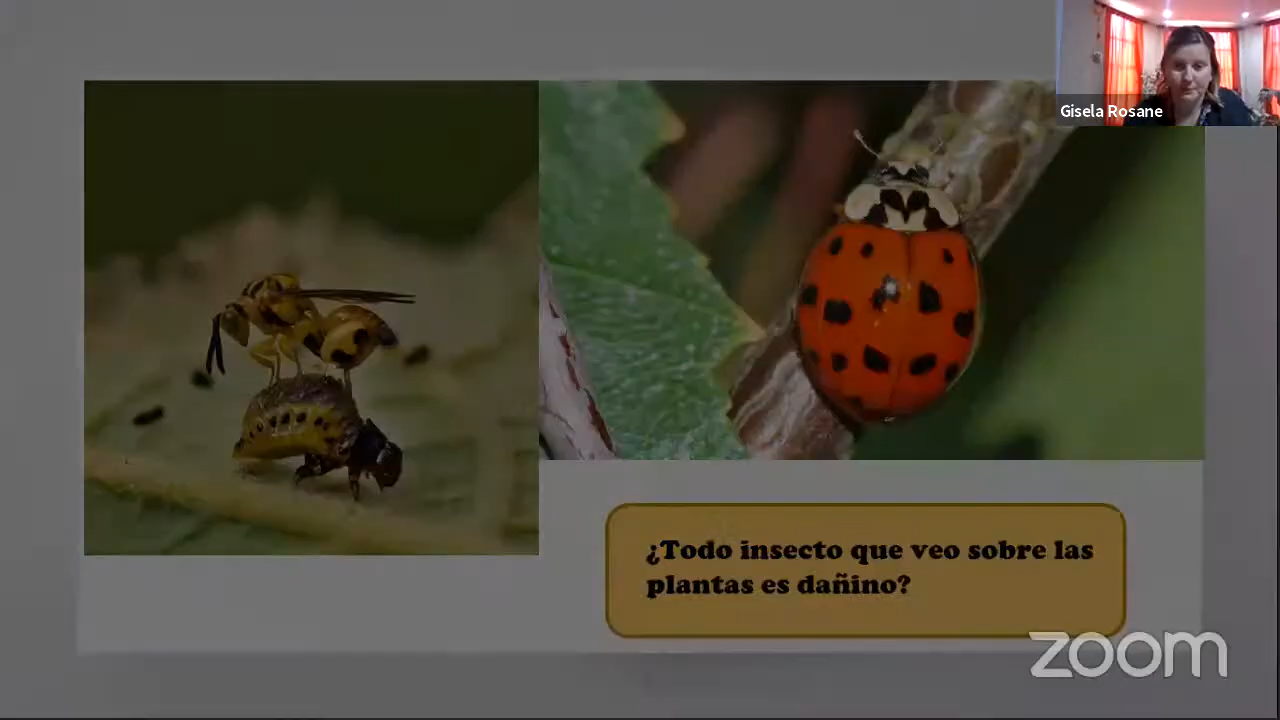 Gisela Rosane
¿Todo insecto que veo sobre las
plantas es dañino?
zoom